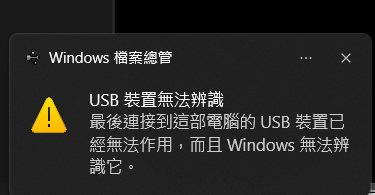 Windows 檔案總管
USB 裝置無法辨識
最後連接到這部電腦的 USB 裝置已
經無法作用，而且 Windows 無法辨
識它。